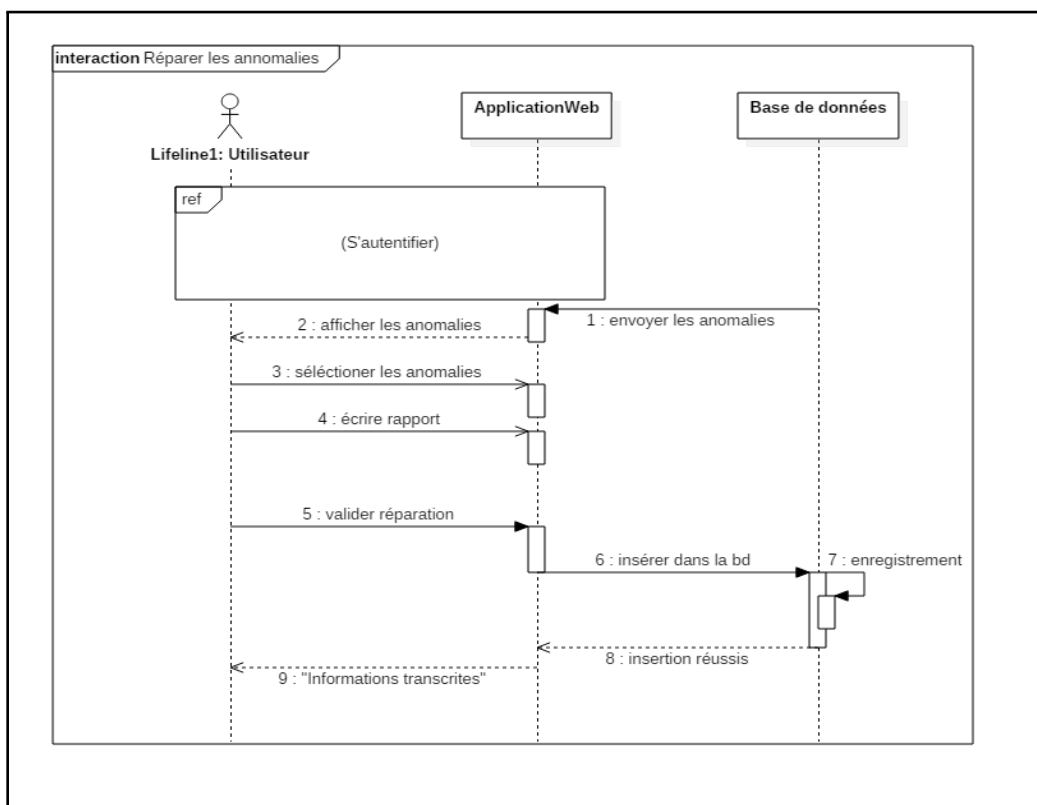 interaction Réparer les annomalies
ApplicationWeb
Base de données
Lifeline1: Utilisateur
ref
(S'autentifier)
1 : envoyer les anomalies
2 : afficher les anomalies
3 : séléctioner les anomalies
4 : écrire rapport
5 : valider réparation
6 : insérer dans la bd
7 : enregistrement
8 : insertion réussis
9 : "Informations transcrites"